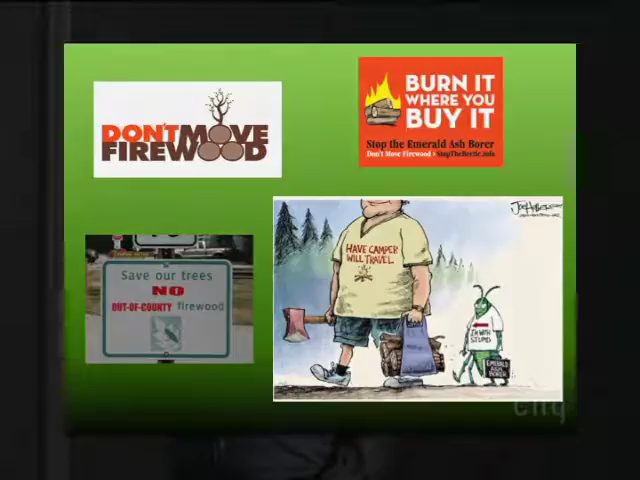 DON'T MOVE
FIREWOOD
BURN IT
WHERE YOU
BUY IT
Stop the Emerald Ash Borer
Don't Move Firewood · StopTheBeetle.info
Save our trees
NO
OUT-OF-COUNTY firewood
HAVE CAMPER
WILL TRAVEL.
I'M WITH
STUPID
EMERALD
ASH
BORER